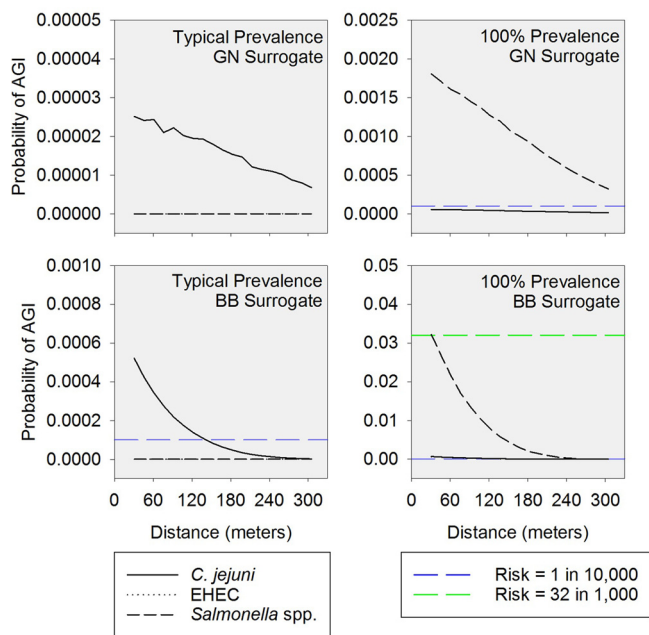 Typical Prevalence
GN Surrogate
0.00005
0.00004
0.00003
0.00002
0.00001
0.00000
Probability of AGI
100% Prevalence
GN Surrogate
0.0025
0.0020
0.0015
0.0010
0.0005
0.0000
Typical Prevalence
BB Surrogate
0.0010
0.0008
0.0006
0.0004
0.0002
0.0000
Probability of AGI
0 60 120 180 240 300
Distance (meters)
100% Prevalence
BB Surrogate
0.05
0.04
0.03
0.02
0.01
0.00
0 60 120 180 240 300
Distance (meters)
C. jejuni
EHEC
Salmonella spp.
Risk = 1 in 10,000
Risk = 32 in 1,000